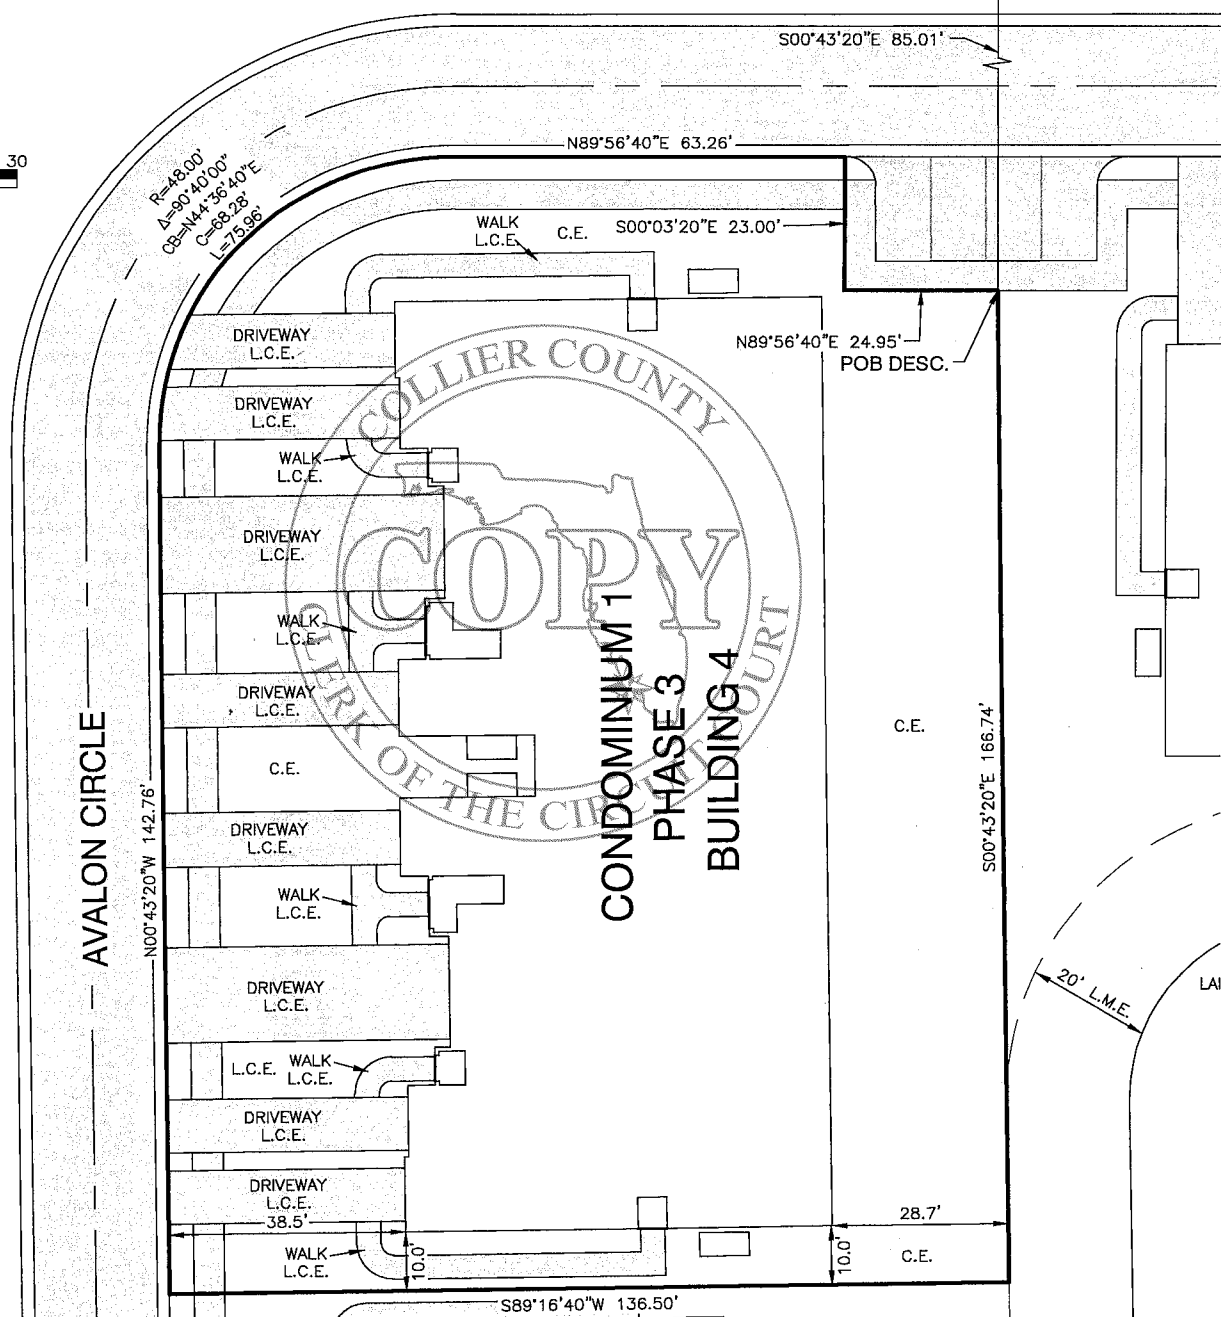 S00°43'20"E 85.01'
30
N89°56'40"E 63.26'
R=48.00'
Δ=90°40'00"
CB=N44°36'40"E
C=68.28'
L=75.96'
WALK
L.C.E.
C.E.
S00°03'20"E 23.00'
DRIVEWAY
L.C.E.
N89°56'40"E 24.95'
POB DESC.
COLLIER COUNTY
DRIVEWAY
L.C.E.
WALK
L.C.E.
DRIVEWAY
L.C.E.
COPY
WALK
L.C.E.
CLERK OF THE CIRCUIT COURT
CONDOMINIUM 1
PHASE 3
BUILDING 4
DRIVEWAY
L.C.E.
C.E.
C.E.
S00°43'20"E 166.74'
AVALON CIRCLE
N00°43'20"W 142.76'
DRIVEWAY
L.C.E.
WALK
L.C.E.
DRIVEWAY
L.C.E.
20' L.M.E.
LAI
L.C.E.
WALK
L.C.E.
DRIVEWAY
L.C.E.
DRIVEWAY
L.C.E.
38.5'
28.7'
WALK
L.C.E.
10.0'
10.0'
C.E.
S89°16'40"W 136.50'